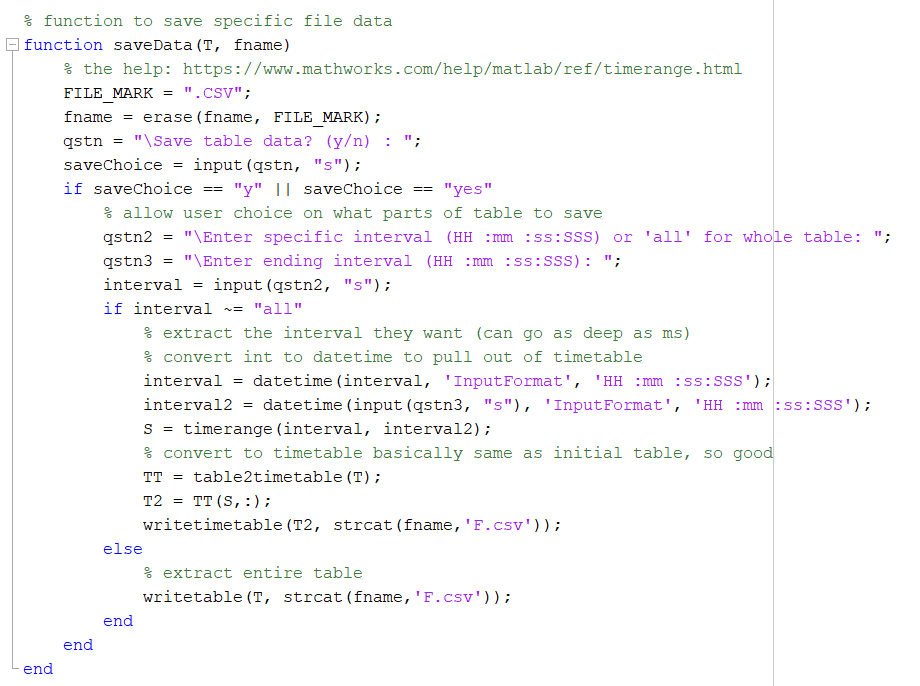 % function to save specific file data
function saveData(T, fname)
% the help: https://www.mathworks.com/help/matlab/ref/timerange.html
FILE_MARK = ".CSV";
fname = erase(fname, FILE_MARK);
qstn = "\Save table data? (y/n) : ";
saveChoice = input(qstn, "s");
if saveChoice == "y" || saveChoice == "yes"
% allow user choice on what parts of table to save
qstn2 = "\Enter specific interval (HH :mm :ss:SSS) or 'all' for whole table: ";
qstn3 = "\Enter ending interval (HH :mm :ss:SSS): ";
interval = input(qstn2, "s");
if interval ~= "all"
% extract the interval they want (can go as deep as ms)
% convert int to datetime to pull out of timetable
interval = datetime(interval, 'InputFormat', 'HH :mm :ss:SSS');
interval2 = datetime(input(qstn3, "s"), 'InputFormat', 'HH :mm :ss:SSS');
S = timerange(interval, interval2);
% convert to timetable basically same as initial table, so good
TT = table2timetable(T);
T2 = TT(S,:);
writetimetable(T2, strcat(fname,'F.csv'));
else
% extract entire table
writetable(T, strcat(fname,'F.csv'));
end
end
end